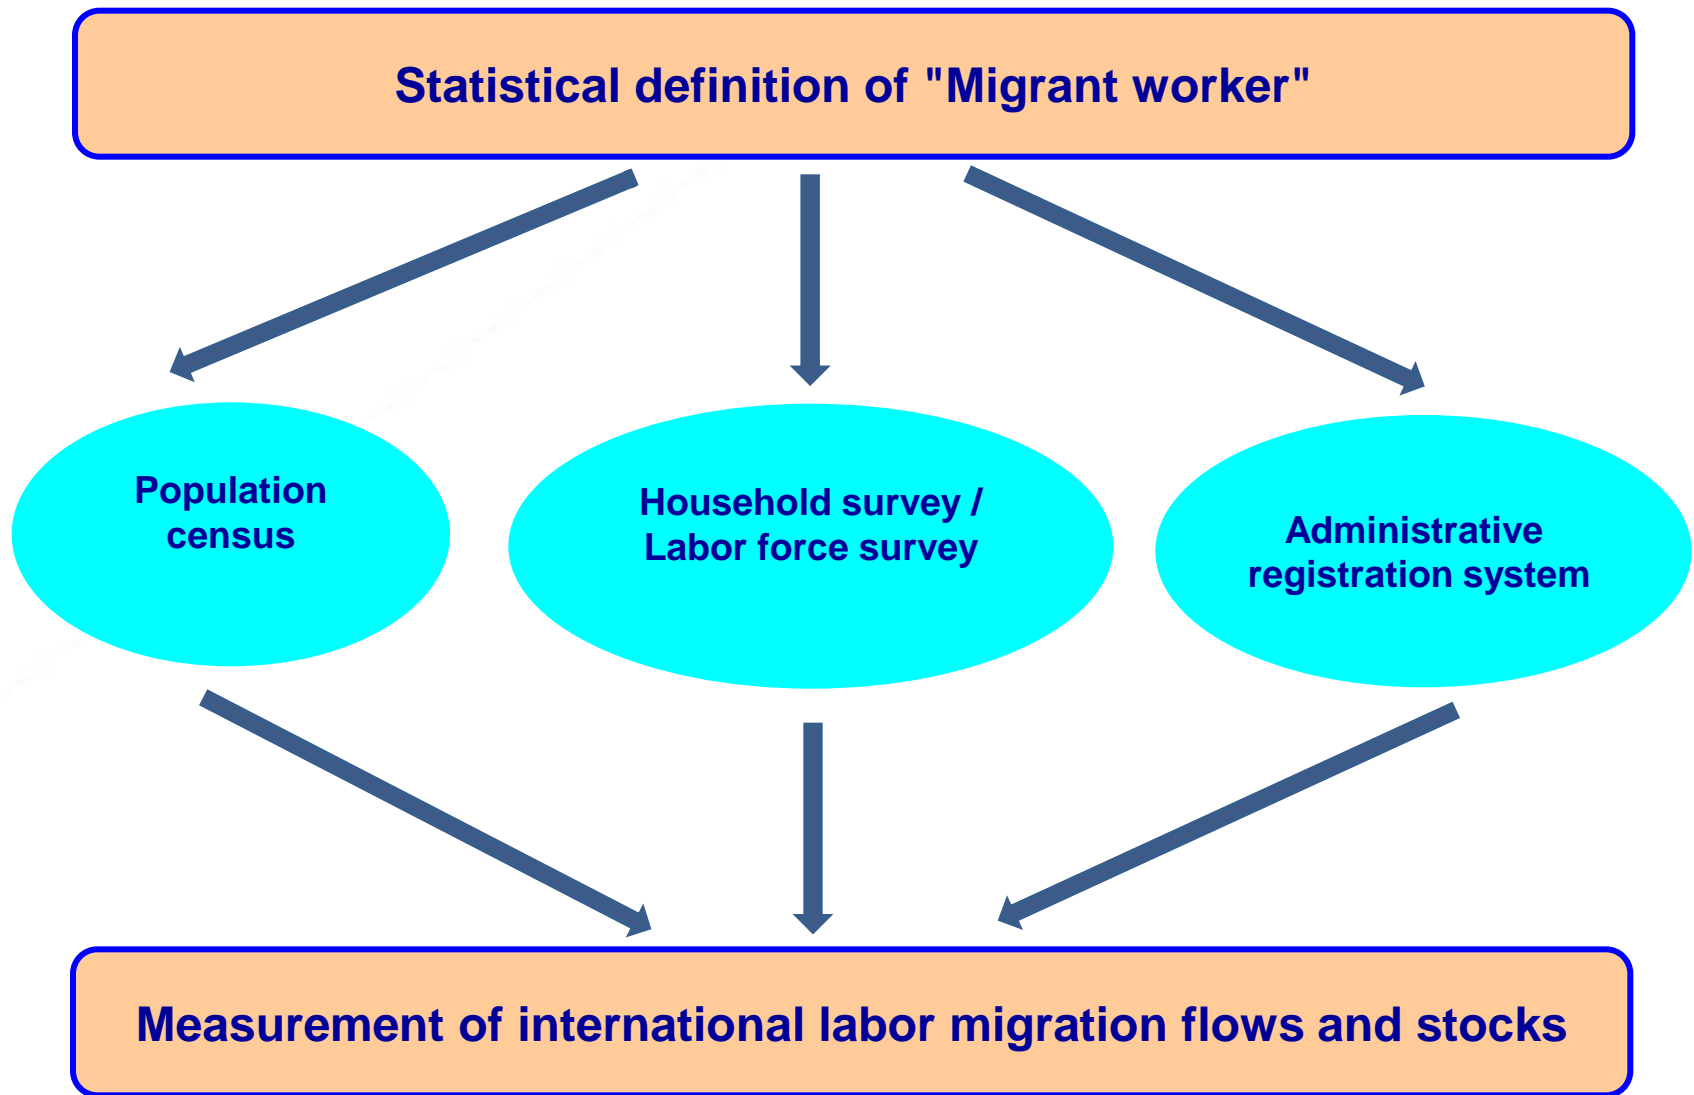 Statistical definition of "Migrant worker"
Population
census
Household survey /
Labor force survey
Administrative
registration system
Measurement of international labor migration flows and stocks